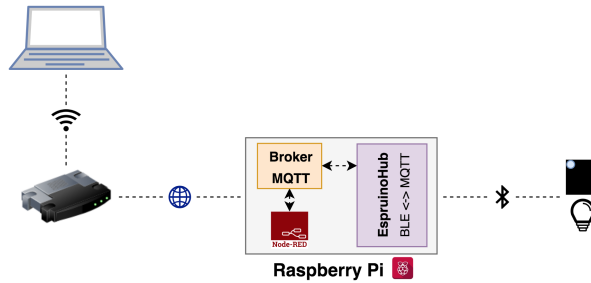 Broker
MQTT
EspruinoHub
BLE <> MQTT
Node-RED
Raspberry Pi